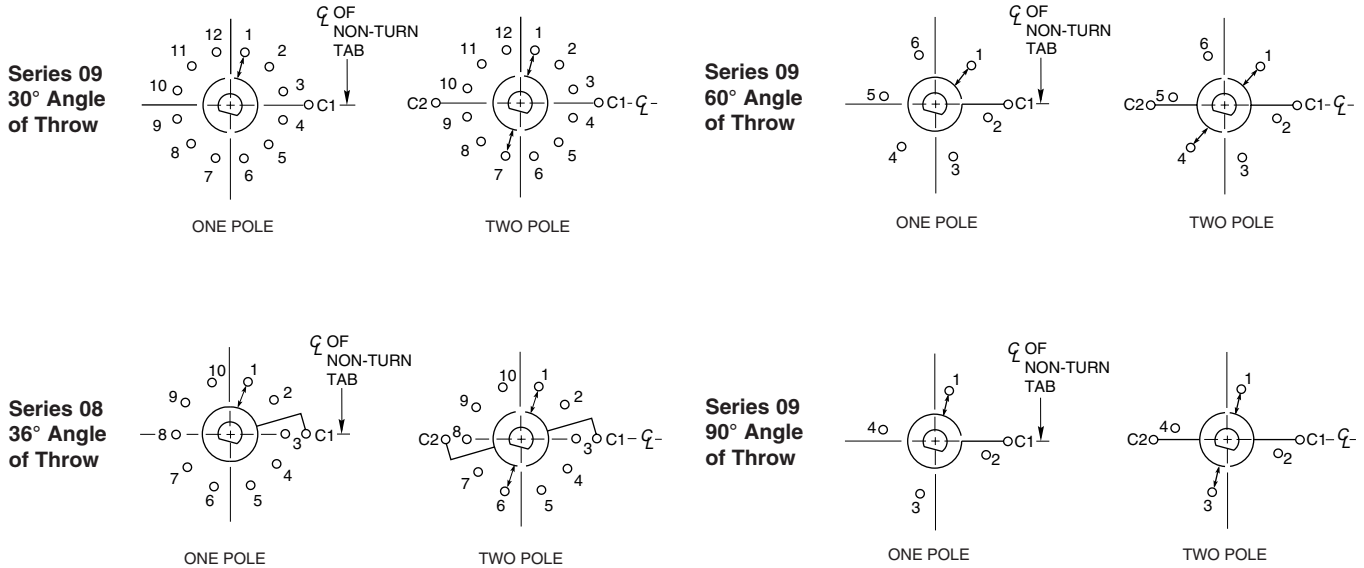 Series 09
30° Angle
of Throw
℄ OF
NON-TURN
TAB
12 1
11 2
10 3
C1
9 4
8 5
7 6
ONE POLE
12 1
11 2
10 3
C2 C1-℄-
9 4
8 5
7 6
TWO POLE
Series 09
60° Angle
of Throw
℄ OF
NON-TURN
TAB
6 1
5 C1
2
4 3
ONE POLE
6 1
C2 5 C1-℄-
2
4 3
TWO POLE
Series 08
36° Angle
of Throw
℄ OF
NON-TURN
TAB
10 1
9 2
8 3 C1
7 4
6 5
ONE POLE
10 1
9 2
C2 8 3 C1-℄-
7 4
6 5
TWO POLE
Series 09
90° Angle
of Throw
℄ OF
NON-TURN
TAB
1
4 C1
2
3
ONE POLE
1
4
C2 C1-℄-
2
3
TWO POLE